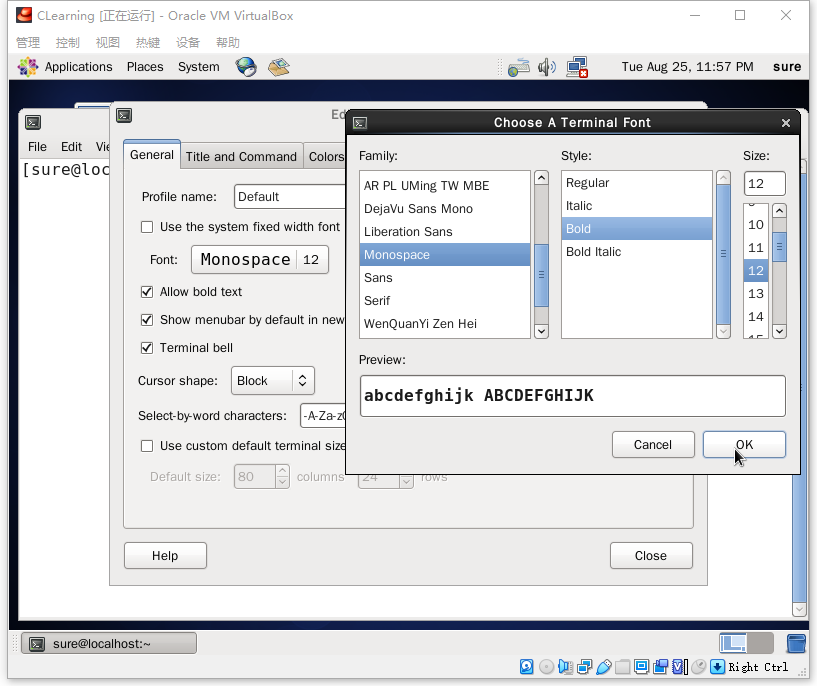 CLearning [正在运行] - Oracle VM VirtualBox
管理 控制 视图 热键 设备 帮助
Applications Places System Tue Aug 25, 11:57 PM sure
Choose A Terminal Font
File Edit
[sure@loc
General Title and Command Colors
Profile name: Default
Use the system fixed width font
Font: Monospace 12
Allow bold text
Show menubar by default in new
Terminal bell
Cursor shape: Block
Select-by-word characters: -A-Za-z
Use custom default terminal size
Default size: 80 columns 24 rows
Help Close
Family:
AR PL UMing TW MBE
DejaVu Sans Mono
Liberation Sans
Monospace
Sans
Serif
WenQuanYi Zen Hei
Style:
Regular
Italic
Bold
Bold Italic
Size:
12
10
11
12
13
14
Preview:
abcdefghijk ABCDEFGHIJK
Cancel OK
sure@localhost:~
Right Ctrl